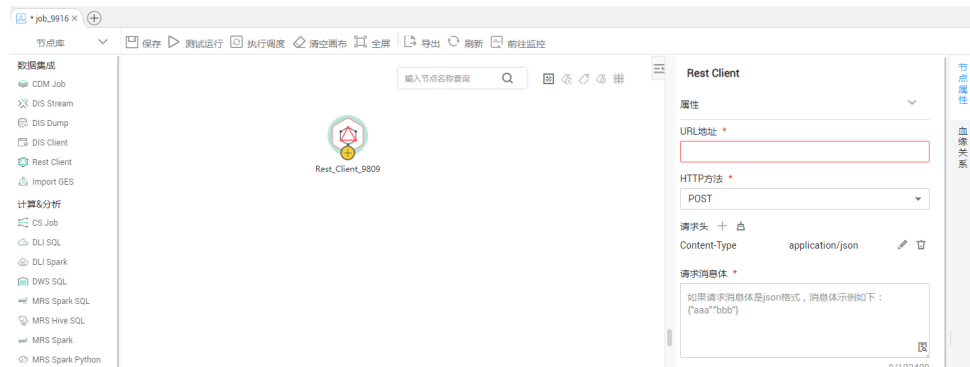 * job_9916 ×
节点库
保存 测试运行 执行调度 清空画布 全屏 导出 刷新 前往监控
数据集成
CDM Job
DIS Stream
DIS Dump
DIS Client
Rest Client
Import GES
计算&分析
CS Job
DLI SQL
DLI Spark
DWS SQL
MRS Spark SQL
MRS Hive SQL
MRS Spark
MRS Spark Python
输入节点名称查询
Rest_Client_9809
Rest Client
属性
URL地址 *
HTTP方法 *
POST
请求头
Content-Type application/json
请求消息体 *
如果请求消息体是json格式，消息体示例如下：
{"aaa":"bbb"}
节点属性
血缘关系